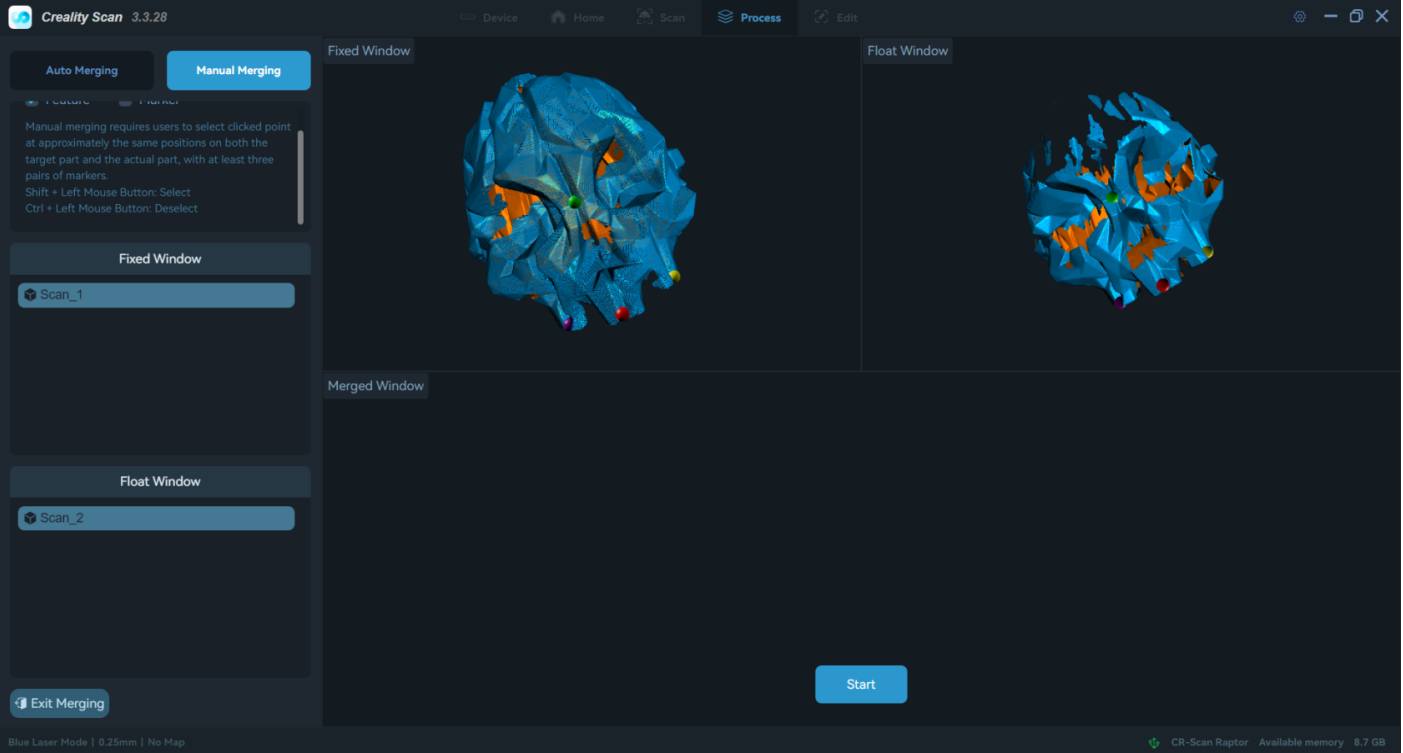 Creality Scan 3.3.28
Device
Home
Scan
Process
Edit
Auto Merging
Manual Merging
Feature
Marker
Manual merging requires users to select clicked point
at approximately the same positions on both the
target part and the actual part, with at least three
pairs of markers.
Shift + Left Mouse Button: Select
Ctrl + Left Mouse Button: Deselect
Fixed Window
Scan_1
Float Window
Scan_2
Exit Merging
Fixed Window
Float Window
Merged Window
Start
Blue Laser Mode | 0.25mm | No Map
CR-Scan Raptor Available memory 8.7 GB